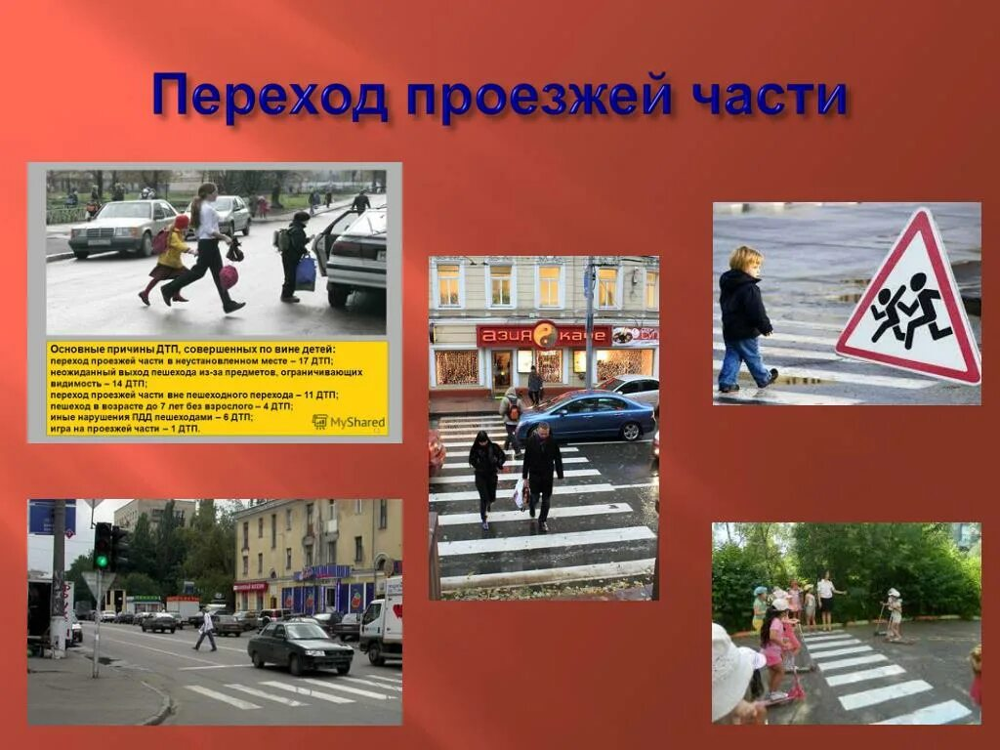 Переход проезжей части
Основные причины ДТП, совершенных по вине детей:
переход проезжей части в неустановленном месте – 17 ДТП;
неожиданный выход пешехода из-за предметов, ограничивающих
видимость – 14 ДТП;
переход проезжей части вне пешеходного перехода – 11 ДТП;
пешеход в возрасте до 7 лет без взрослого – 4 ДТП;
иные нарушения ПДД пешеходами – 6 ДТП;
игра на проезжей части – 1 ДТП.
MyShared
азия кафе